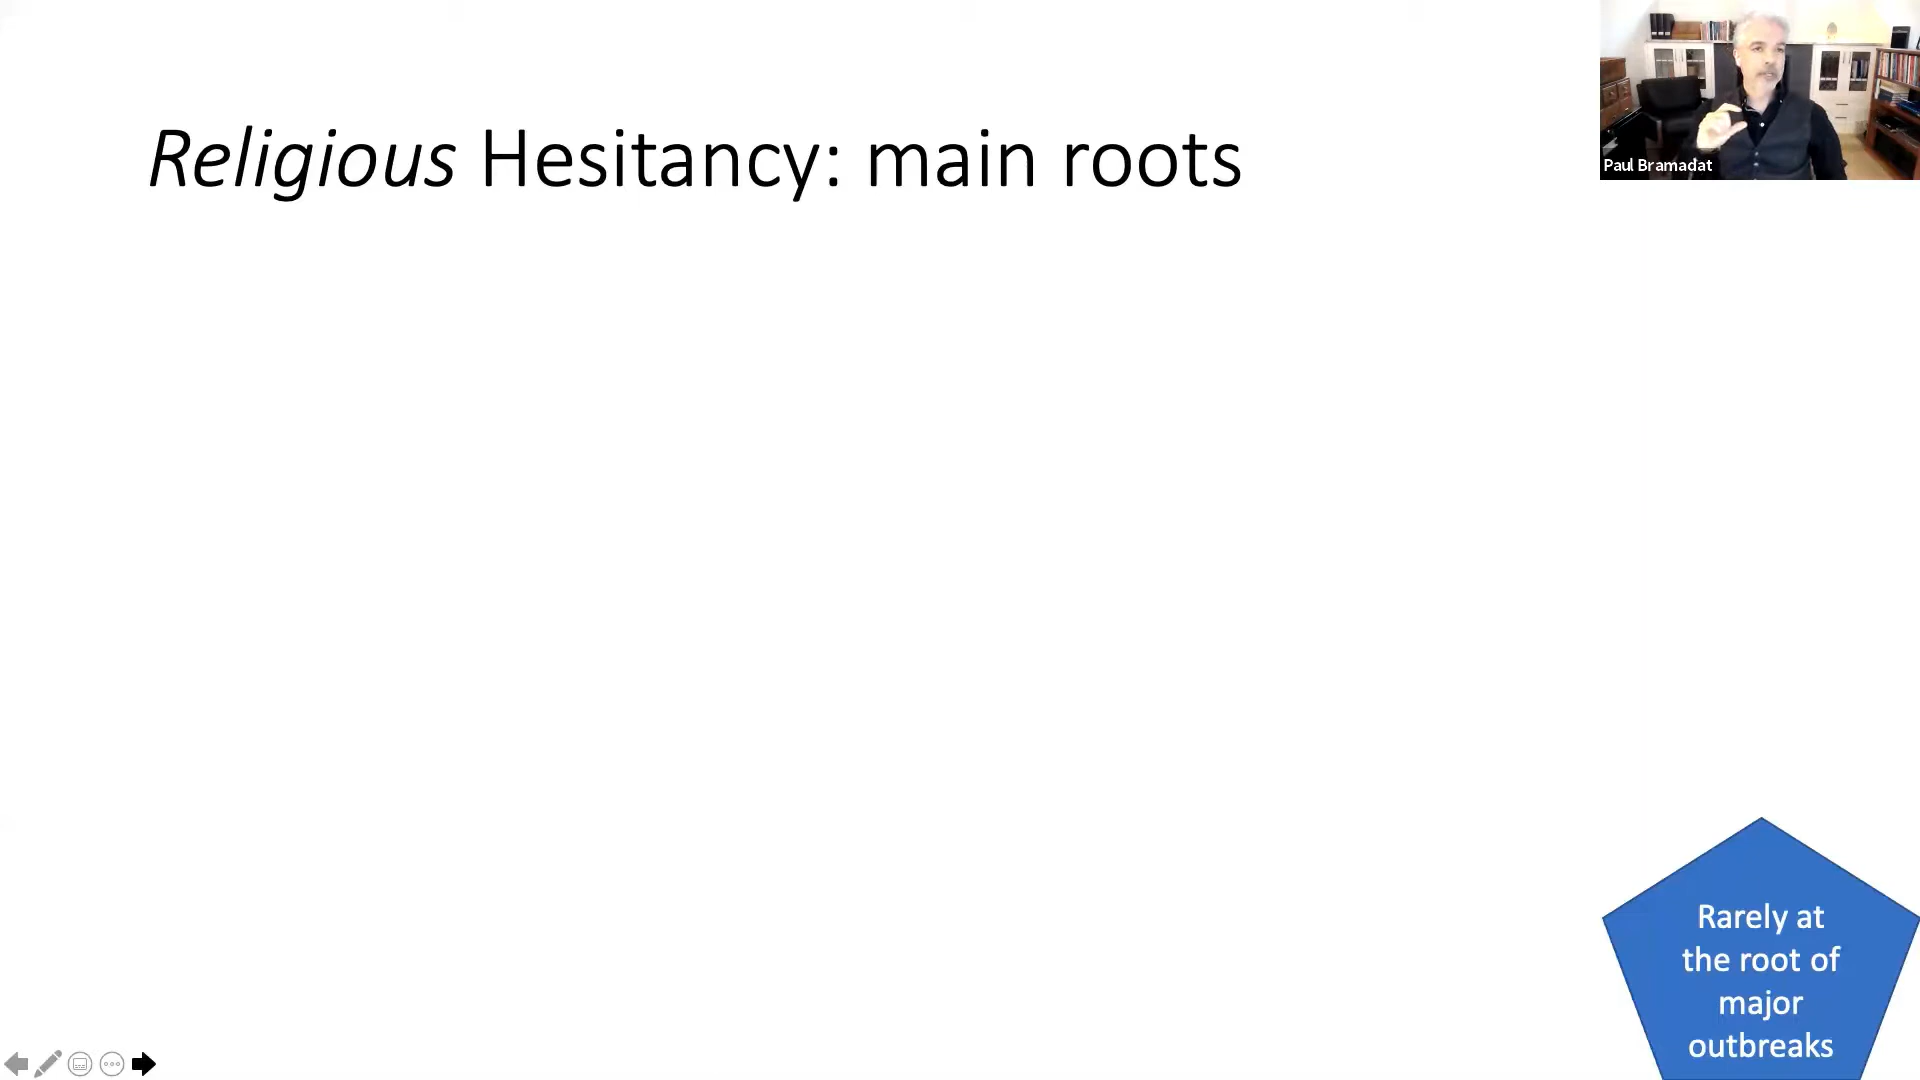 Religious Hesitancy: main roots
Paul Bramadat
Rarely at
the root of
major
outbreaks